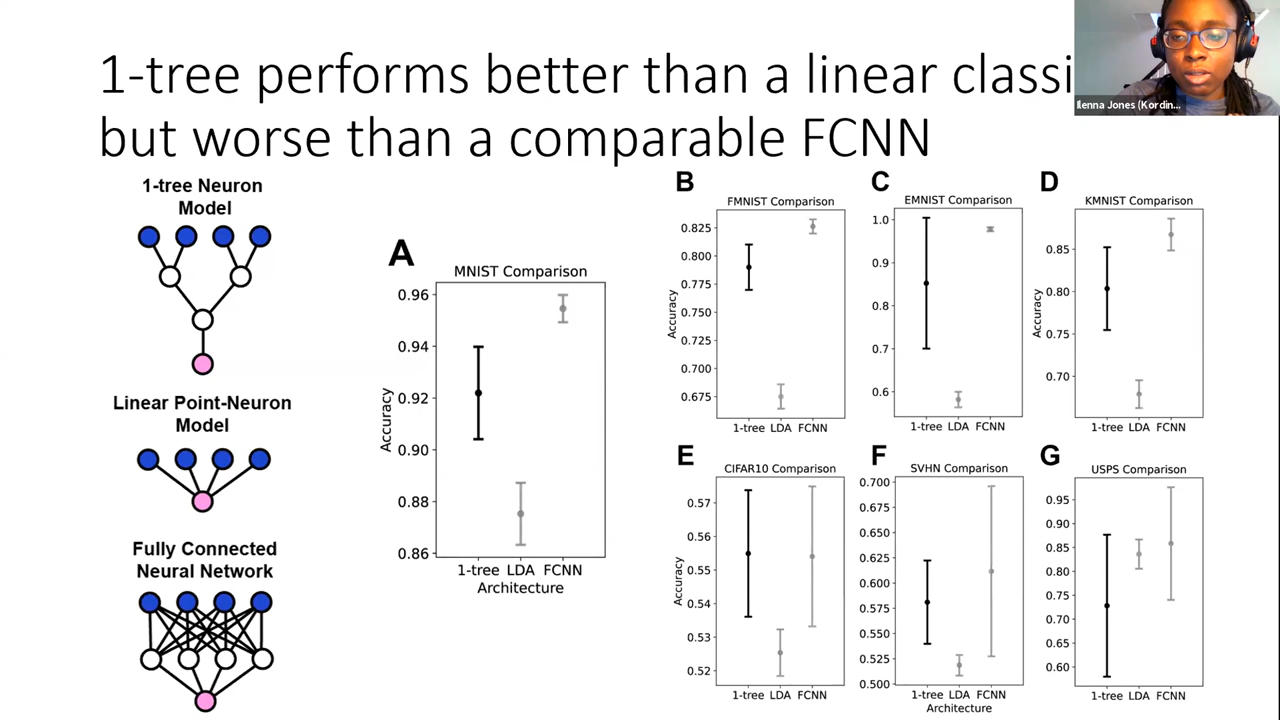 1-tree performs better than a linear classi
but worse than a comparable FCNN
Ilenna Jones (Kordin...
1-tree Neuron
Model
Linear Point-Neuron
Model
Fully Connected
Neural Network
A
MNIST Comparison
0.96
0.94
0.92
0.90
0.88
0.86
Accuracy
1-tree LDA FCNN
Architecture
B
FMNIST Comparison
0.825
0.800
0.775
0.750
0.725
0.700
0.675
Accuracy
1-tree LDA FCNN
C
EMNIST Comparison
1.0
0.9
0.8
0.7
0.6
1-tree LDA FCNN
D
KMNIST Comparison
0.85
0.80
0.75
0.70
Accuracy
1-tree LDA FCNN
E
CIFAR10 Comparison
0.57
0.56
0.55
0.54
0.53
0.52
Accuracy
1-tree LDA FCNN
F
SVHN Comparison
0.700
0.675
0.650
0.625
0.600
0.575
0.550
0.525
0.500
1-tree LDA FCNN
Architecture
G
USPS Comparison
0.95
0.90
0.85
0.80
0.75
0.70
0.65
0.60
1-tree LDA FCNN